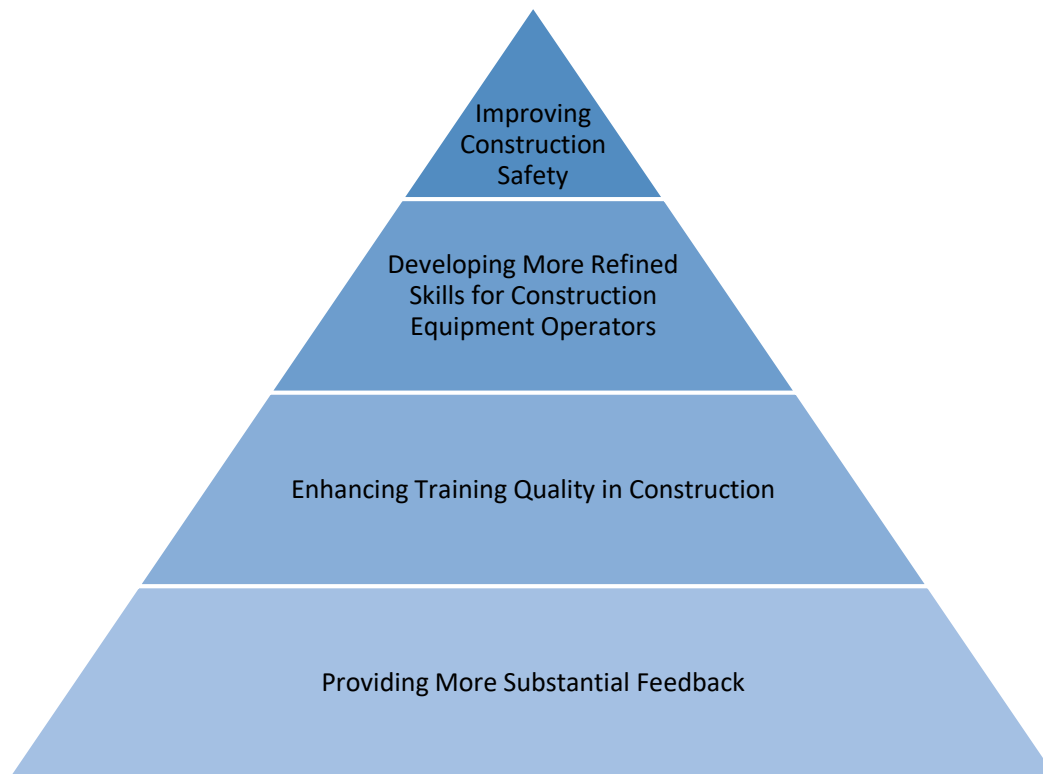 Improving
Construction
Safety
Developing More Refined
Skills for Construction
Equipment Operators
Enhancing Training Quality in Construction
Providing More Substantial Feedback